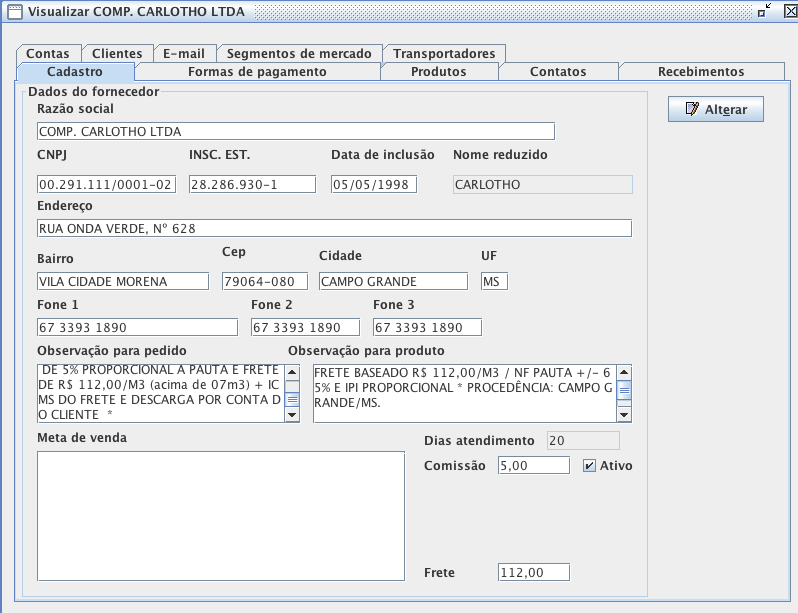 Visualizar COMP. CARLOTHO LTDA
Contas Clientes E-mail Segmentos de mercado Transportadores
Cadastro Formas de pagamento Produtos Contatos Recebimentos
Dados do fornecedor
Alterar
Razão social
COMP. CARLOTHO LTDA
CNPJ INSC. EST. Data de inclusão Nome reduzido
00.291.111/0001-02 28.286.930-1 05/05/1998 CARLOTHO
Endereço
RUA ONDA VERDE, Nº 628
Bairro Cep Cidade UF
VILA CIDADE MORENA 79064-080 CAMPO GRANDE MS
Fone 1 Fone 2 Fone 3
67 3393 1890 67 3393 1890 67 3393 1890
Observação para pedido
DE 5% PROPORCIONAL A PAUTA E FRETE
DE R$ 112,00/M3 (acima de 07m3) + IC
MS DO FRETE E DESCARGA POR CONTA D
O CLIENTE *
Observação para produto
FRETE BASEADO R$ 112,00/M3 / NF PAUTA +/- 6
5% E IPI PROPORCIONAL * PROCEDÊNCIA: CAMPO G
RANDE/MS.
Meta de venda
Dias atendimento 20
Comissão 5,00 Ativo
Frete 112,00